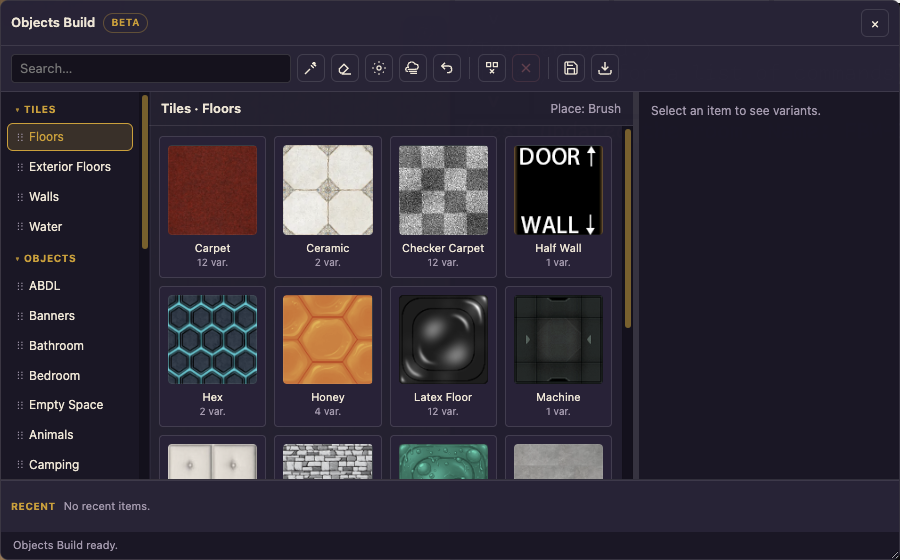 Objects Build BETA ×
Search...
▾ TILES
Floors
Exterior Floors
Walls
Water
▾ OBJECTS
ABDL
Banners
Bathroom
Bedroom
Empty Space
Animals
Camping
Tiles · Floors Place: Brush
Carpet
12 var.
Ceramic
2 var.
Checker Carpet
12 var.
DOOR ↑
WALL ↓
Half Wall
1 var.
Hex
2 var.
Honey
4 var.
Latex Floor
12 var.
Machine
1 var.
Select an item to see variants.
RECENT No recent items.
Objects Build ready.